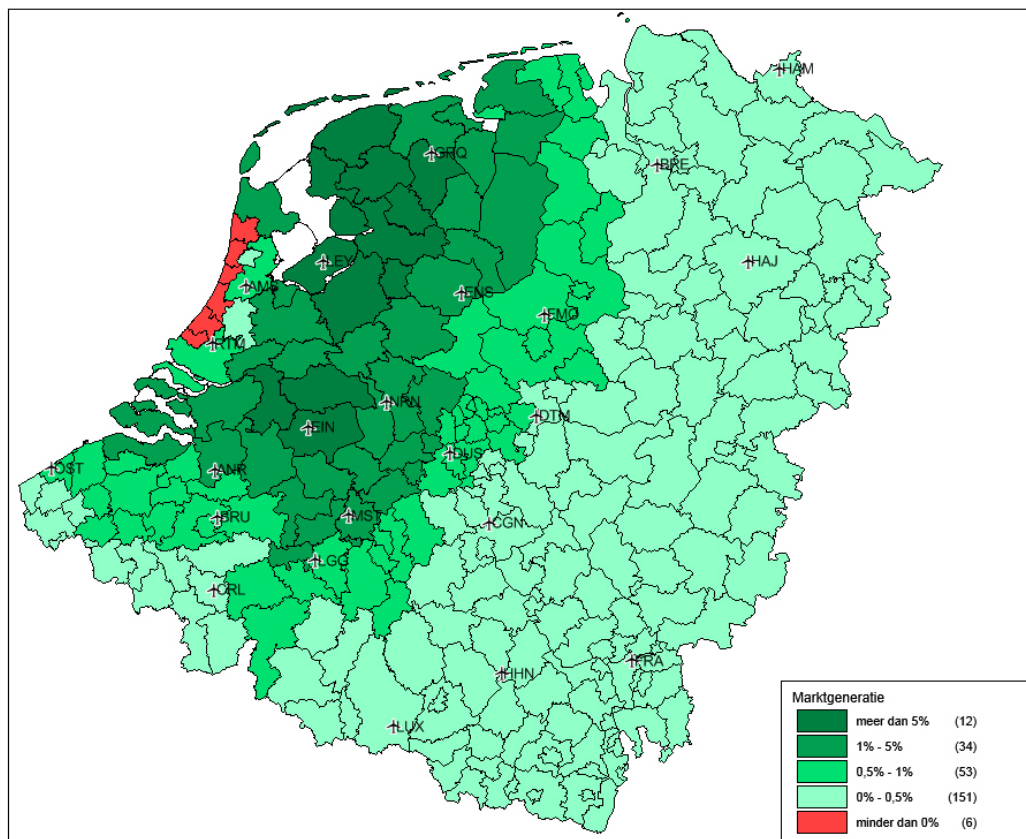 HAM
GRQ
BRE
LEY
HAJ
AMS
ENS
FMO
RTM
NRN
DTM
EIN
DUS
OST
ANR
BRU
MST
CGN
LGG
CRL
FRA
HHN
LUX
Marktgeneratie
meer dan 5% (12)
1% - 5% (34)
0,5% - 1% (53)
0% - 0,5% (151)
minder dan 0% (6)